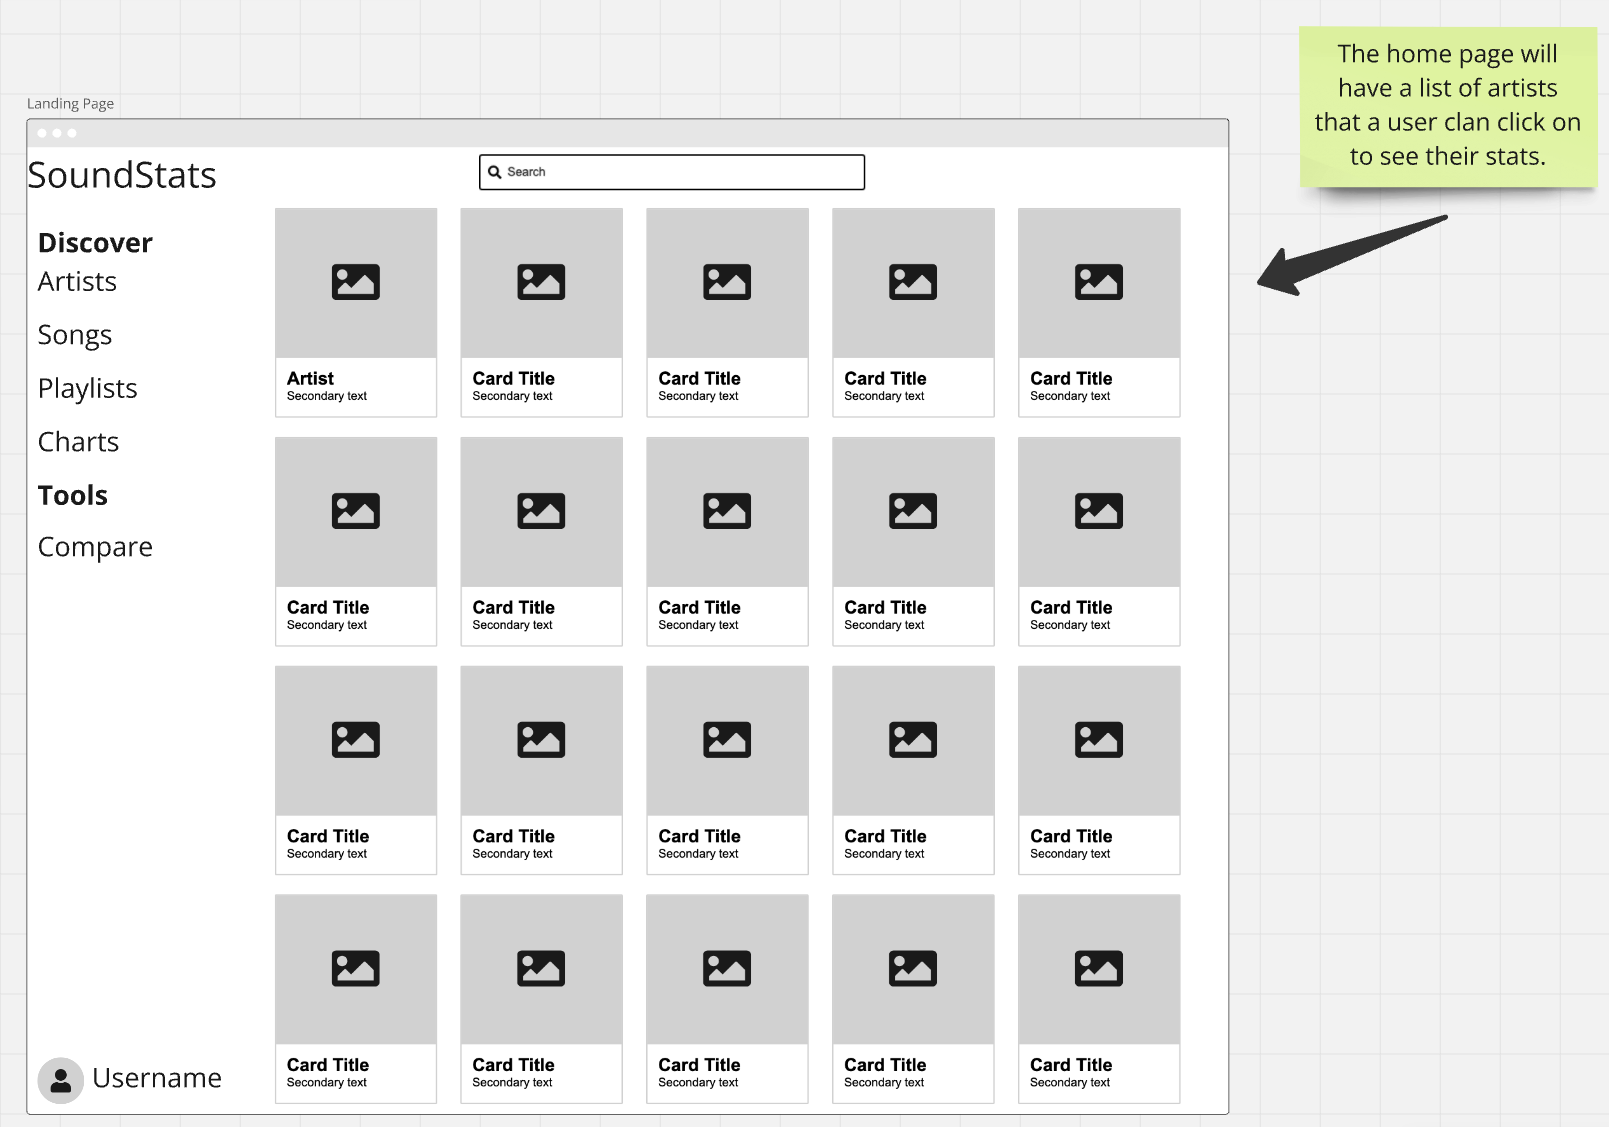 The home page will
have a list of artists
that a user clan click on
to see their stats.
Landing Page
SoundStats
Search
Discover
Artists
Songs
Playlists
Charts
Tools
Compare
Username
Artist
Secondary text
Card Title
Secondary text
Card Title
Secondary text
Card Title
Secondary text
Card Title
Secondary text
Card Title
Secondary text
Card Title
Secondary text
Card Title
Secondary text
Card Title
Secondary text
Card Title
Secondary text
Card Title
Secondary text
Card Title
Secondary text
Card Title
Secondary text
Card Title
Secondary text
Card Title
Secondary text
Card Title
Secondary text
Card Title
Secondary text
Card Title
Secondary text
Card Title
Secondary text
Card Title
Secondary text